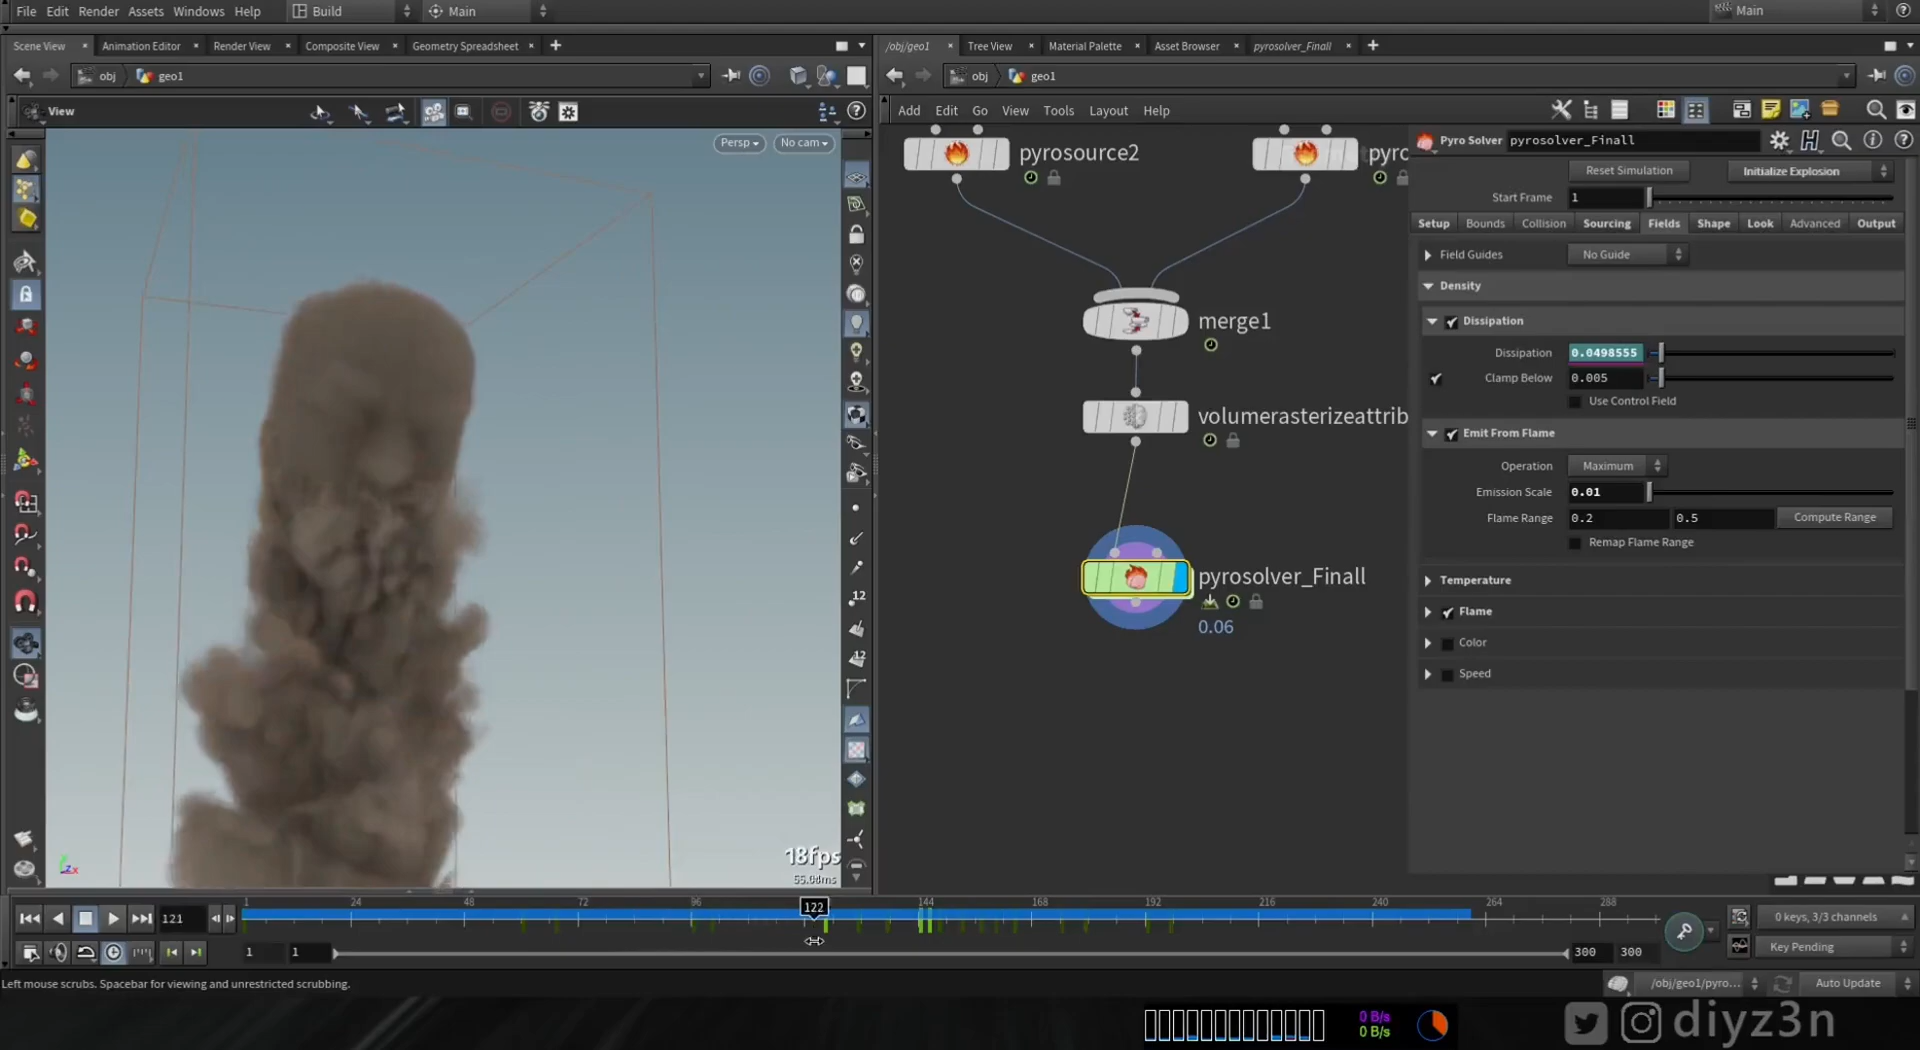 File Edit Render Assets Windows Help Build Main Main
Scene View Animation Editor Render View Composite View Geometry Spreadsheet
/obj/geo1 Tree View Material Palette Asset Browser pyrosolver_Finall
obj geo1
obj geo1
View
Add Edit Go View Tools Layout Help
Persp No cam
pyrosource2
pyro
merge1
volumerasterizeattrib
pyrosolver_Finall
0.06
Pyro Solver pyrosolver_Finall
Reset Simulation Initialize Explosion
Start Frame 1
Setup Bounds Collision Sourcing Fields Shape Look Advanced Output
Field Guides No Guide
Density
Dissipation
Dissipation 0.0498555
Clamp Below 0.005
Use Control Field
Emit From Flame
Operation Maximum
Emission Scale 0.01
Flame Range 0.2 0.5 Compute Range
Remap Flame Range
Temperature
Flame
Color
Speed
12
12
18fps
55.0dms
121
1 24 48 72 96 122 144 168 192 216 240 264 288
0 keys, 3/3 channels
1 1 300 300 Key Pending
Left mouse scrubs. Spacebar for viewing and unrestricted scrubbing.
/obj/geo1/pyro... Auto Update
0 B/s
0 B/s
diyz3n